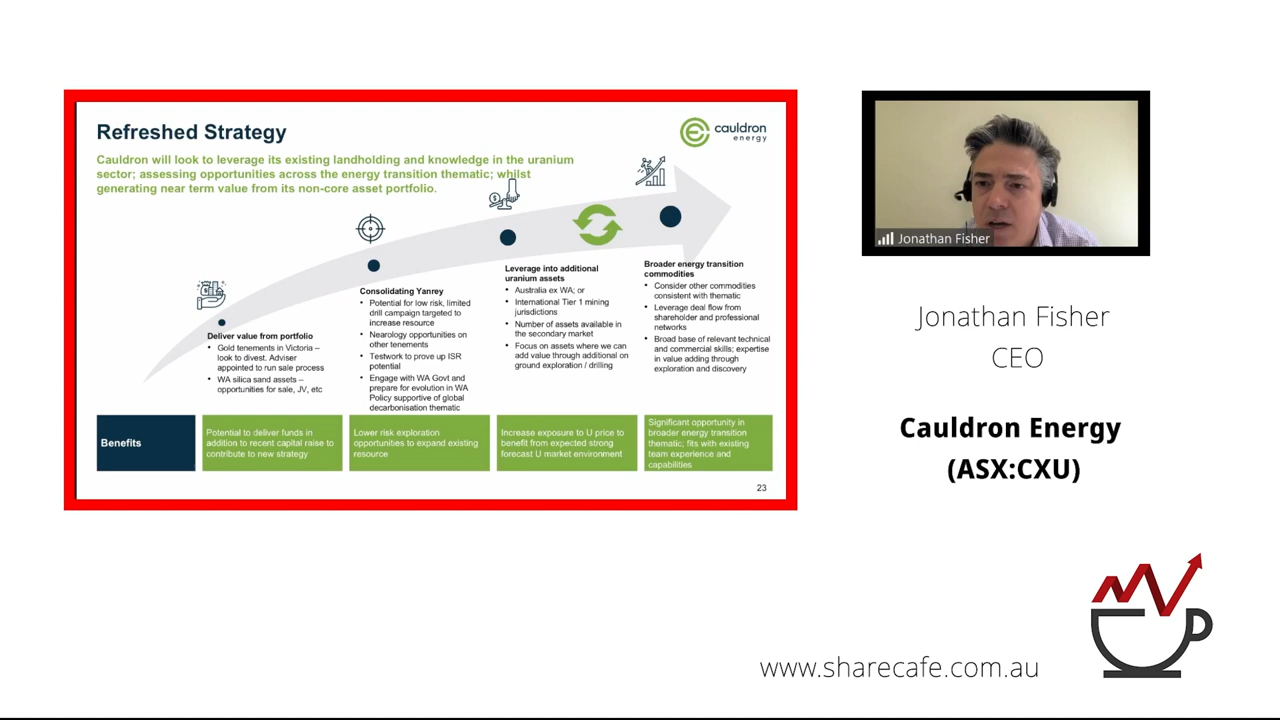 Refreshed Strategy
cauldron
energy
Cauldron will look to leverage its existing landholding and knowledge in the uranium
sector; assessing opportunities across the energy transition thematic; whilst
generating near term value from its non-core asset portfolio.
Deliver value from portfolio
• Gold tenements in Victoria –
look to divest. Adviser
appointed to run sale process
• WA silica sand assets –
opportunities for sale, JV, etc
Consolidating Yanrey
• Potential for low risk, limited
drill campaign targeted to
increase resource
• Nearology opportunities on
other tenements
• Testwork to prove up ISR
potential
• Engage with WA Govt and
prepare for evolution in WA
Policy supportive of global
decarbonisation thematic
Leverage into additional
uranium assets
• Australia ex WA; or
• International Tier 1 mining
jurisdictions
• Number of assets available in
the secondary market
• Focus on assets where we can
add value through additional on
ground exploration / drilling
Broader energy transition
commodities
• Consider other commodities
consistent with thematic
• Leverage deal flow from
shareholder and professional
networks
• Broad base of relevant technical
and commercial skills; expertise
in value adding through
exploration and discovery
Benefits
Potential to deliver funds in
addition to recent capital raise to
contribute to new strategy
Lower risk exploration
opportunities to expand existing
resource
Increase exposure to U price to
benefit from expected strong
forecast U market environment
Significant opportunity in
broader energy transition
thematic; fits with existing
team experience and
capabilities
23
Jonathan Fisher
Jonathan Fisher
CEO
Cauldron Energy
(ASX:CXU)
www.sharecafe.com.au